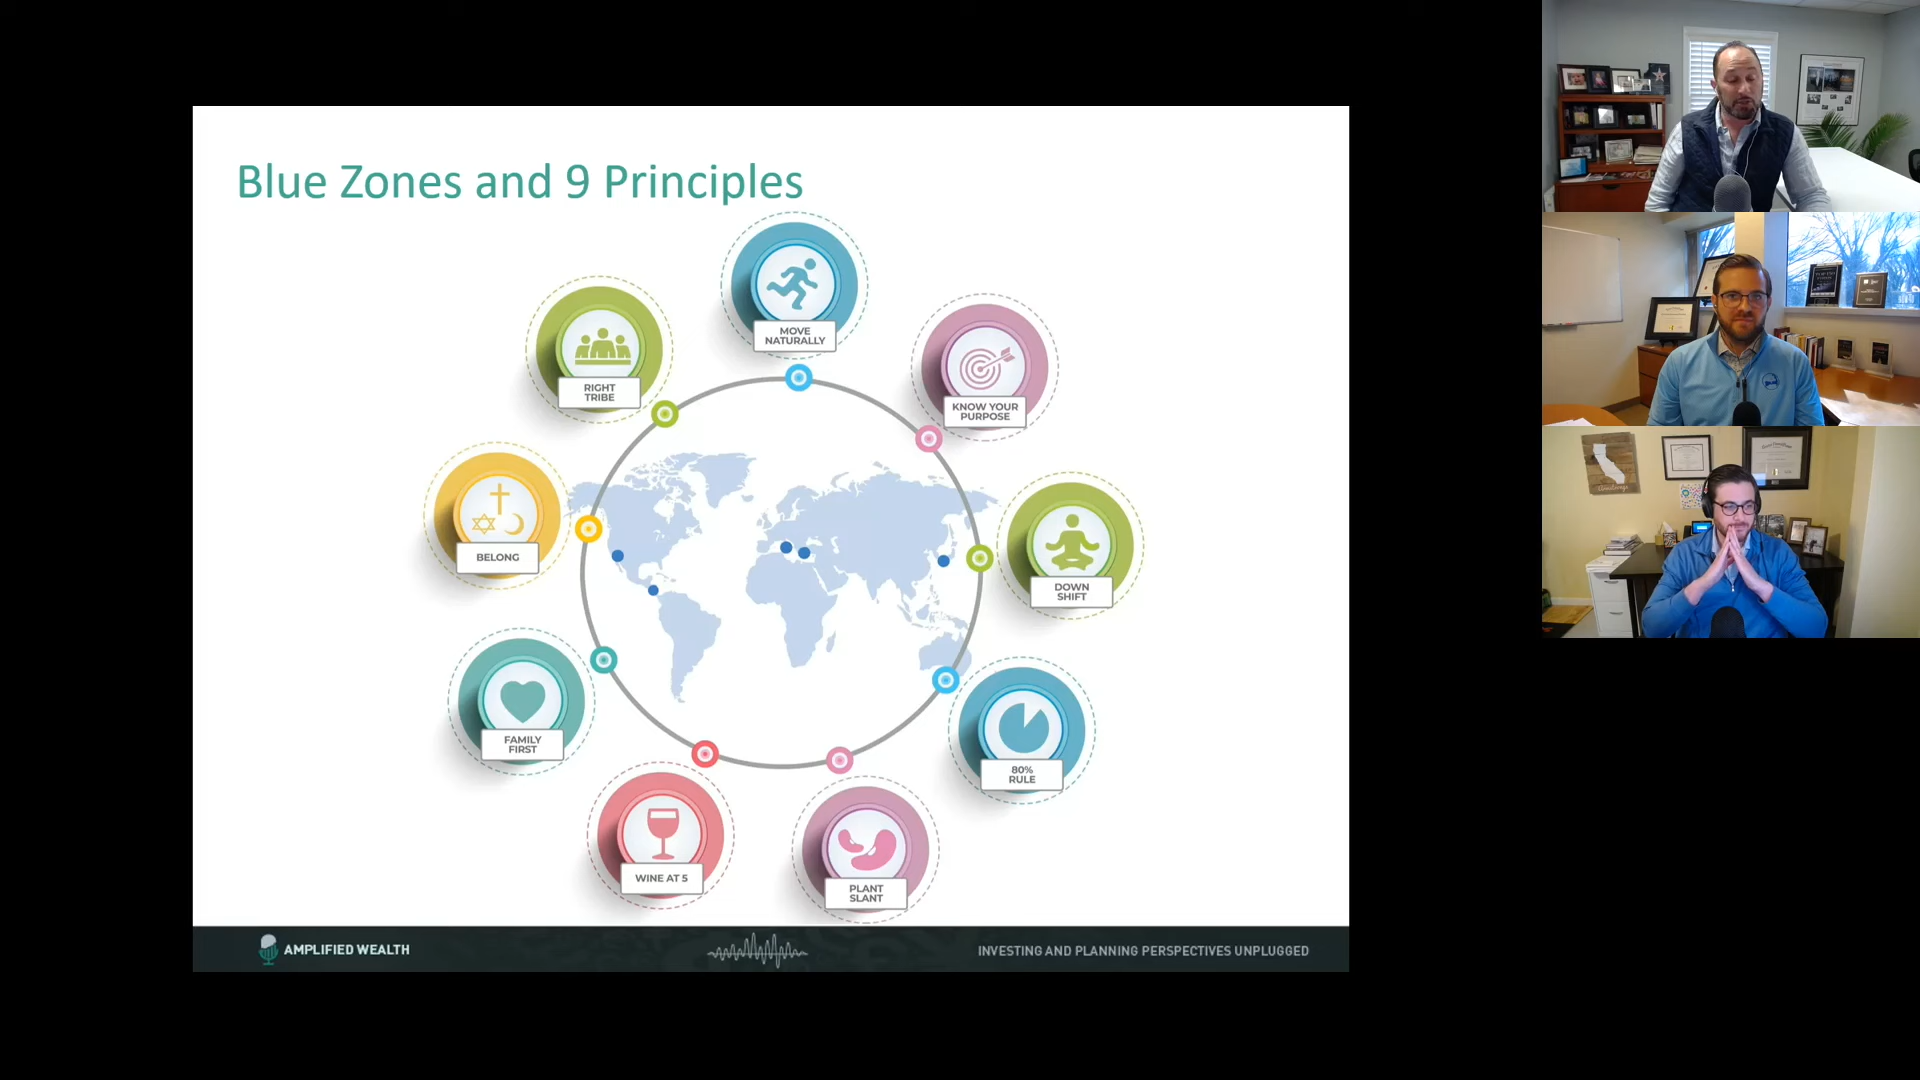 Blue Zones and 9 Principles
MOVE
NATURALLY
KNOW YOUR
PURPOSE
DOWN
SHIFT
80%
RULE
PLANT
SLANT
WINE AT 5
FAMILY
FIRST
BELONG
RIGHT
TRIBE
AMPLIFIED WEALTH
INVESTING AND PLANNING PERSPECTIVES UNPLUGGED